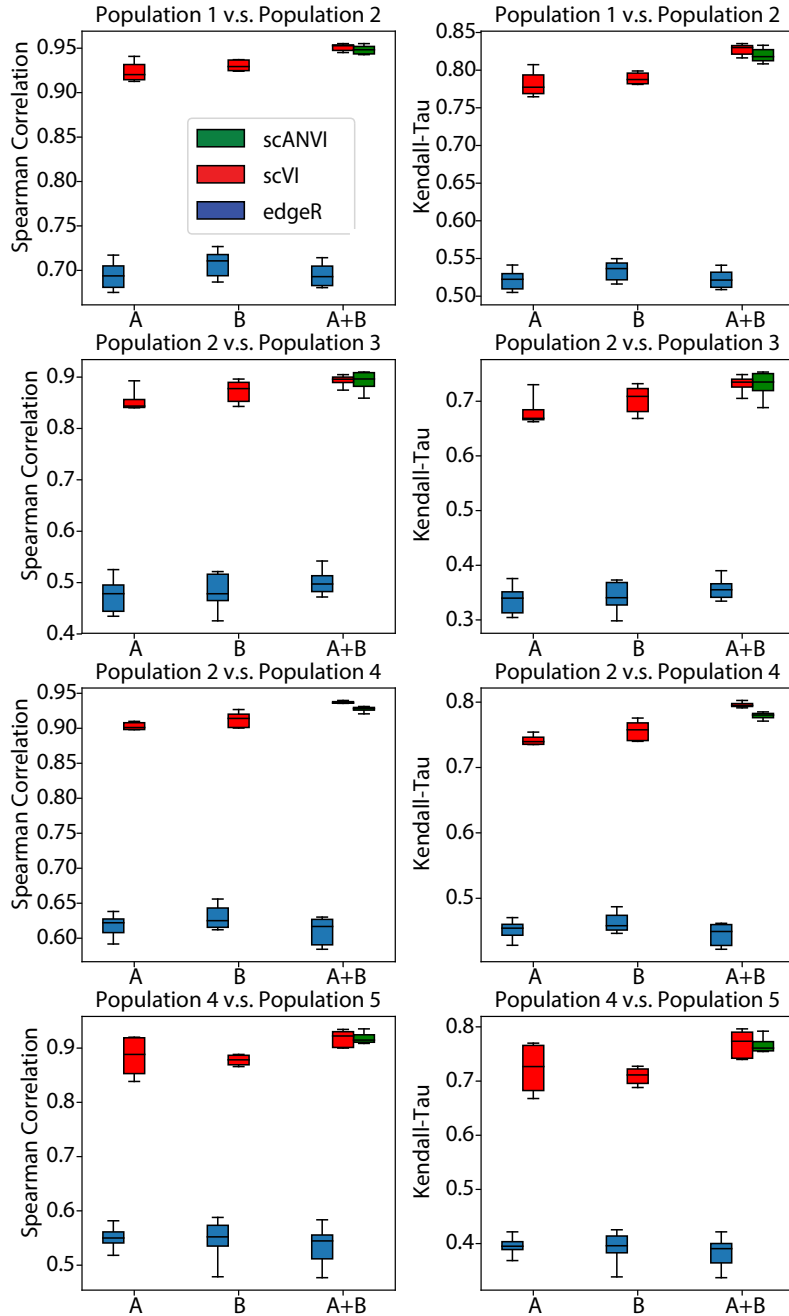 Population 1 v.s. Population 2
Spearman Correlation
0.95
0.90
0.85
0.80
0.75
0.70
scANVI
scVI
edgeR
A
B
A+B
Population 1 v.s. Population 2
Kendall-Tau
0.85
0.80
0.75
0.70
0.65
0.60
0.55
0.50
A
B
A+B
Population 2 v.s. Population 3
Spearman Correlation
0.9
0.8
0.7
0.6
0.5
0.4
A
B
A+B
Population 2 v.s. Population 3
Kendall-Tau
0.7
0.6
0.5
0.4
0.3
A
B
A+B
Population 2 v.s. Population 4
Spearman Correlation
0.95
0.90
0.85
0.80
0.75
0.70
0.65
0.60
A
B
A+B
Population 2 v.s. Population 4
Kendall-Tau
0.8
0.7
0.6
0.5
A
B
A+B
Population 4 v.s. Population 5
Spearman Correlation
0.9
0.8
0.7
0.6
0.5
A
B
A+B
Population 4 v.s. Population 5
Kendall-Tau
0.8
0.7
0.6
0.5
0.4
A
B
A+B